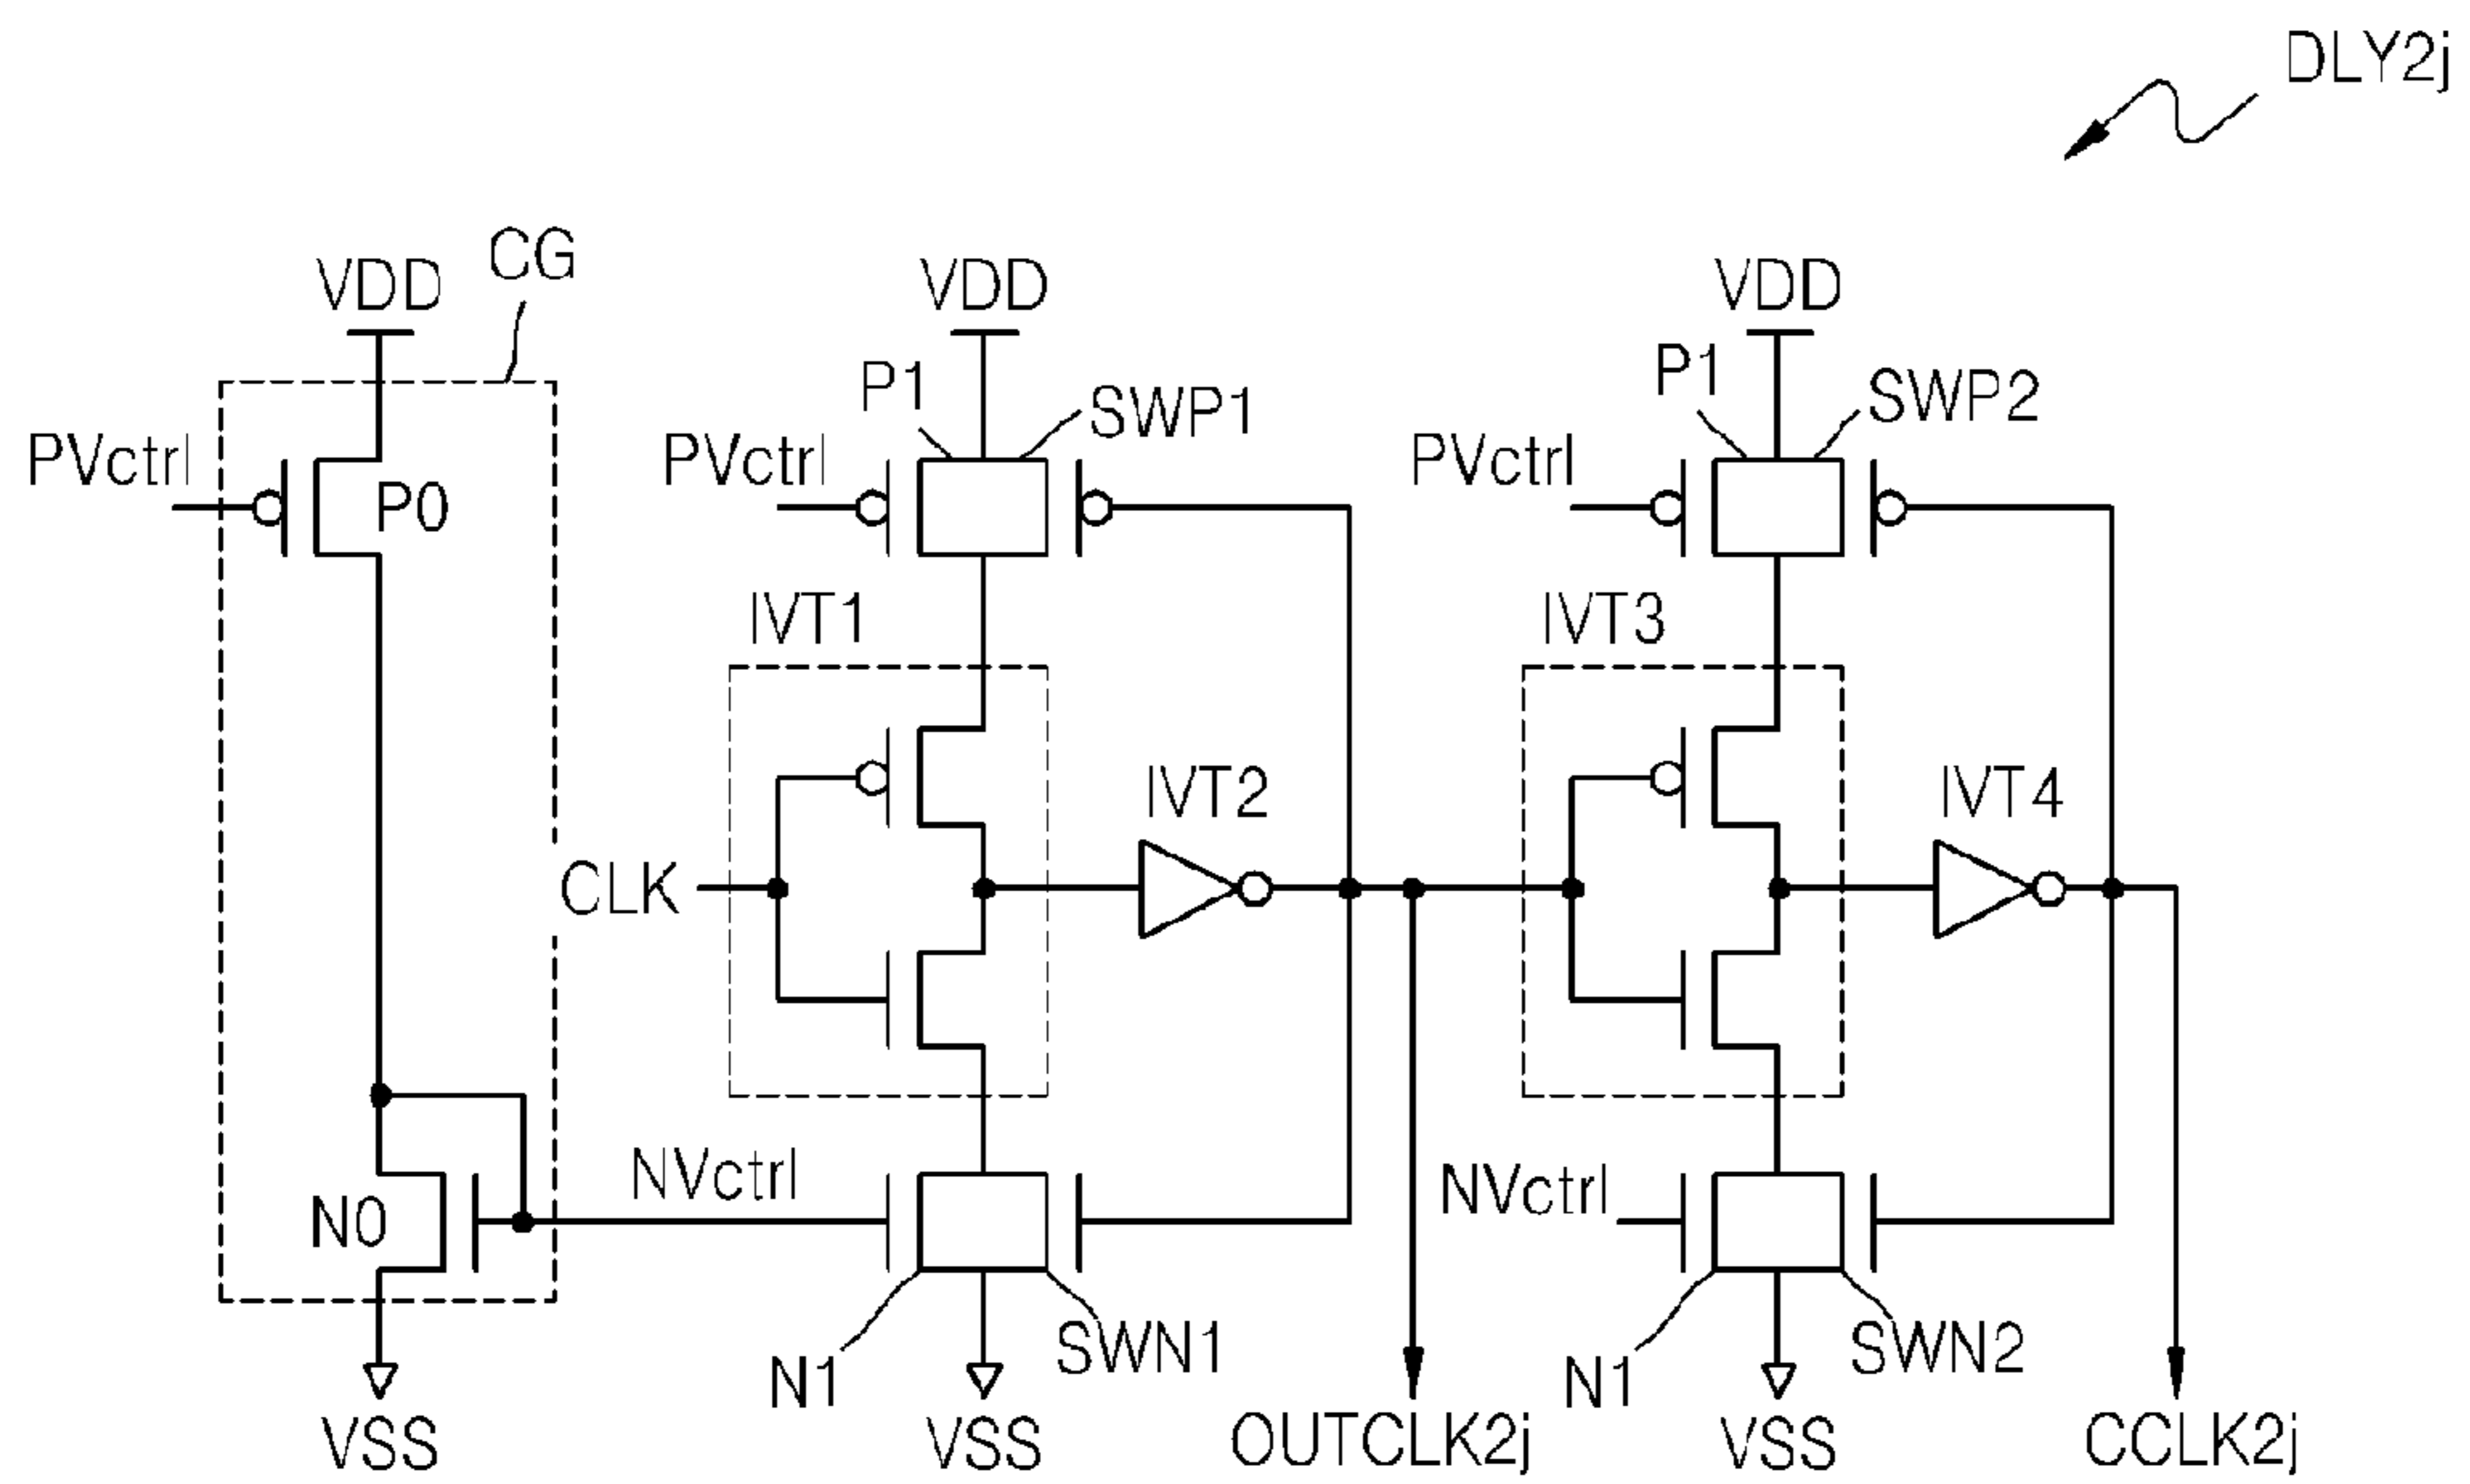 DLY2j
CG
VDD
VDD
VDD
P1
SWP1
P1
SWP2
PVctrl
PVctrl
PVctrl
P0
IVT1
IVT3
IVT2
IVT4
CLK
NVctrl
NVctrl
N0
N1
SWN1
N1
SWN2
VSS
VSS
OUTCLK2j
VSS
CCLK2j